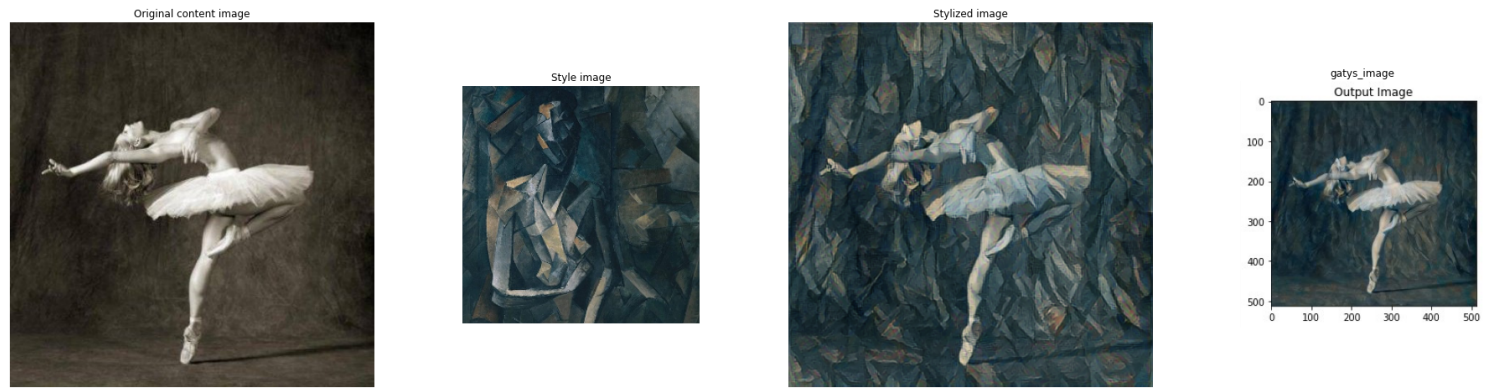 Original content image
Style image
Stylized image
gatys_image
Output Image
0
100
200
300
400
500
0 100 200 300 400 500